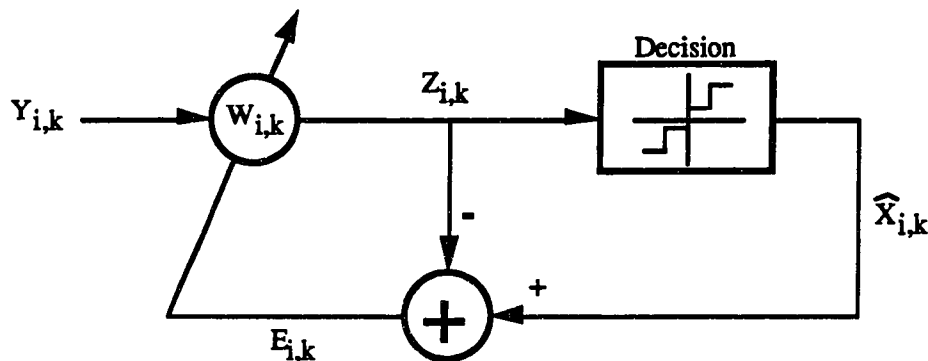 Decision
Y_{i,k}
W_{i,k}
Z_{i,k}
X̂_{i,k}
-
+
+
E_{i,k}